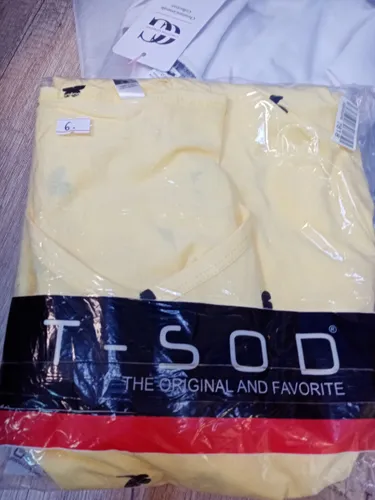 6.
T-SOD®
THE ORIGINAL AND FAVORITE